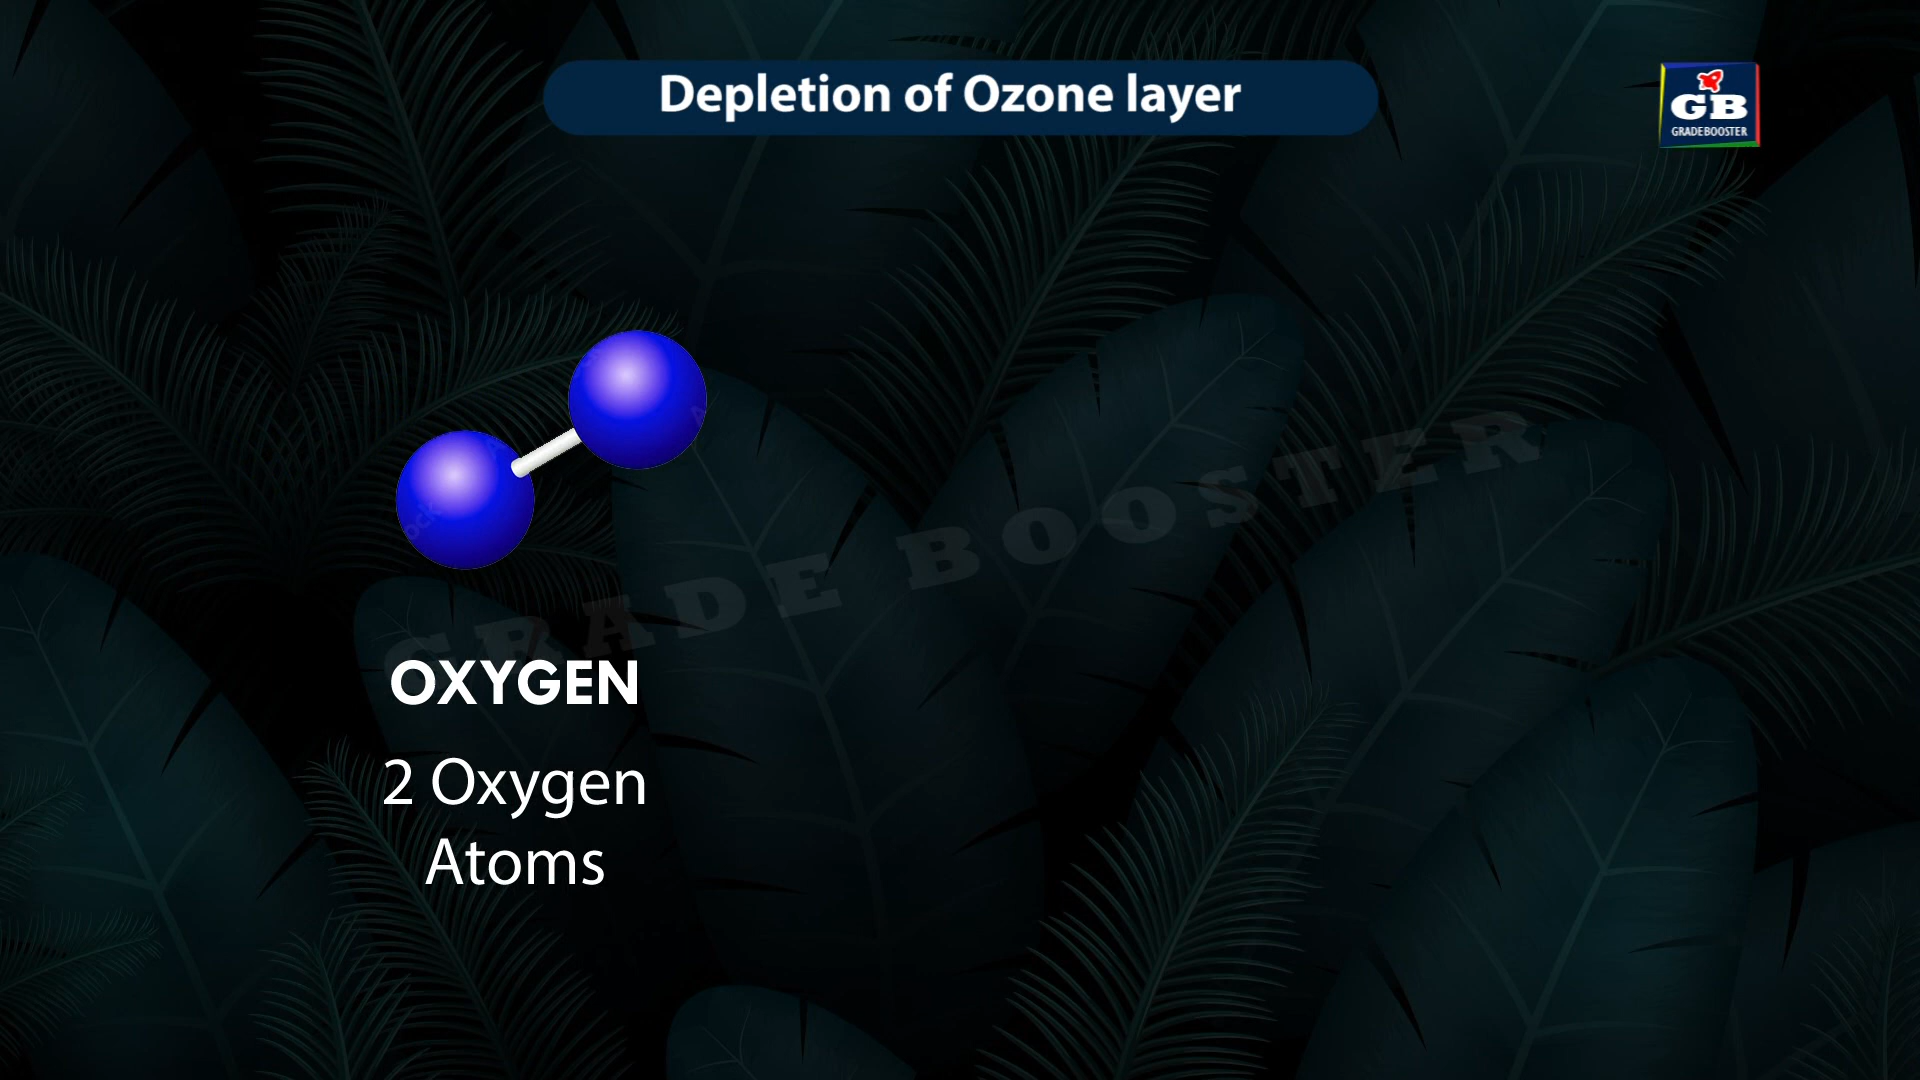 Depletion of Ozone layer
GB
GRADEBOOSTER
GRADE BOOSTER
OXYGEN
2 Oxygen
Atoms